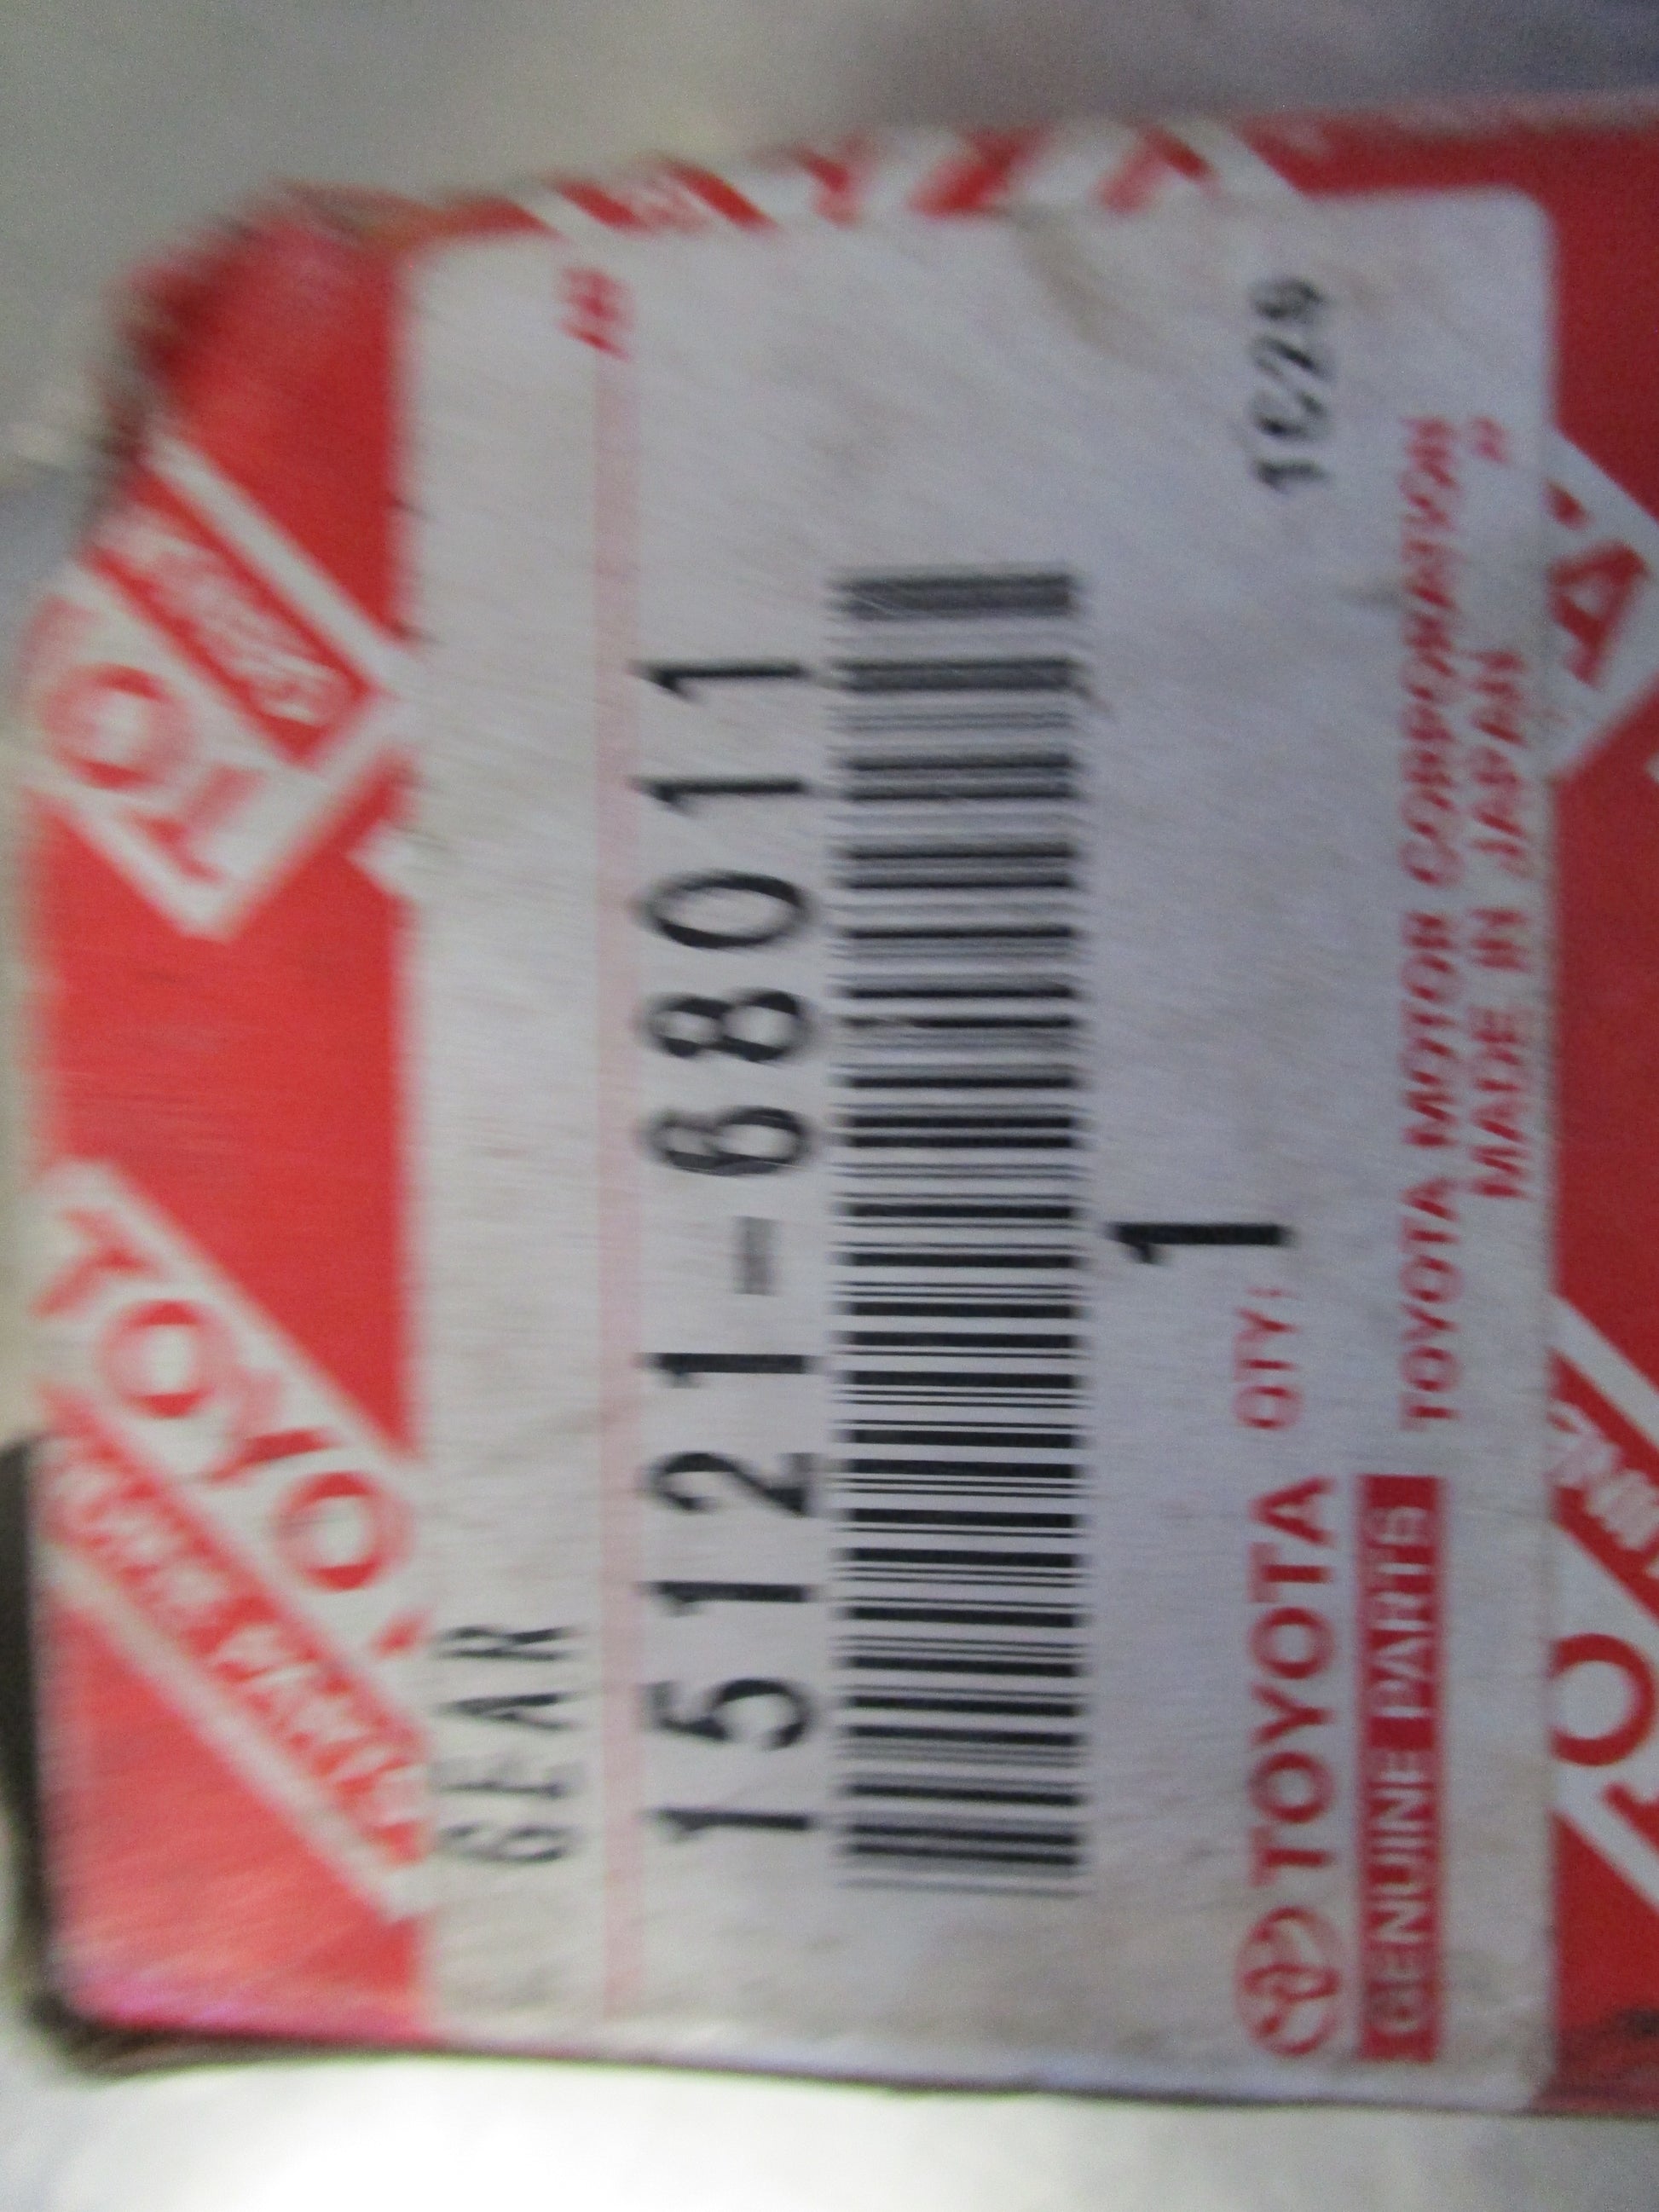 GEAR
15121-68011
TOYOTA QTY: 1
GENUINE PARTS
TOYOTA MOTOR CORPORATION
MADE IN JAPAN